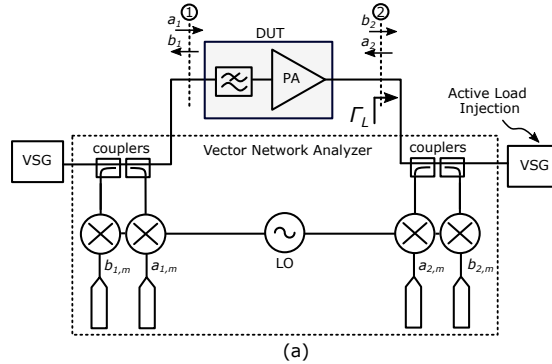 1
2
a1
b1
b2
a2
DUT
PA
ΓL
Active Load
Injection
VSG
couplers
Vector Network Analyzer
couplers
VSG
LO
b1,m
a1,m
a2,m
b2,m
(a)